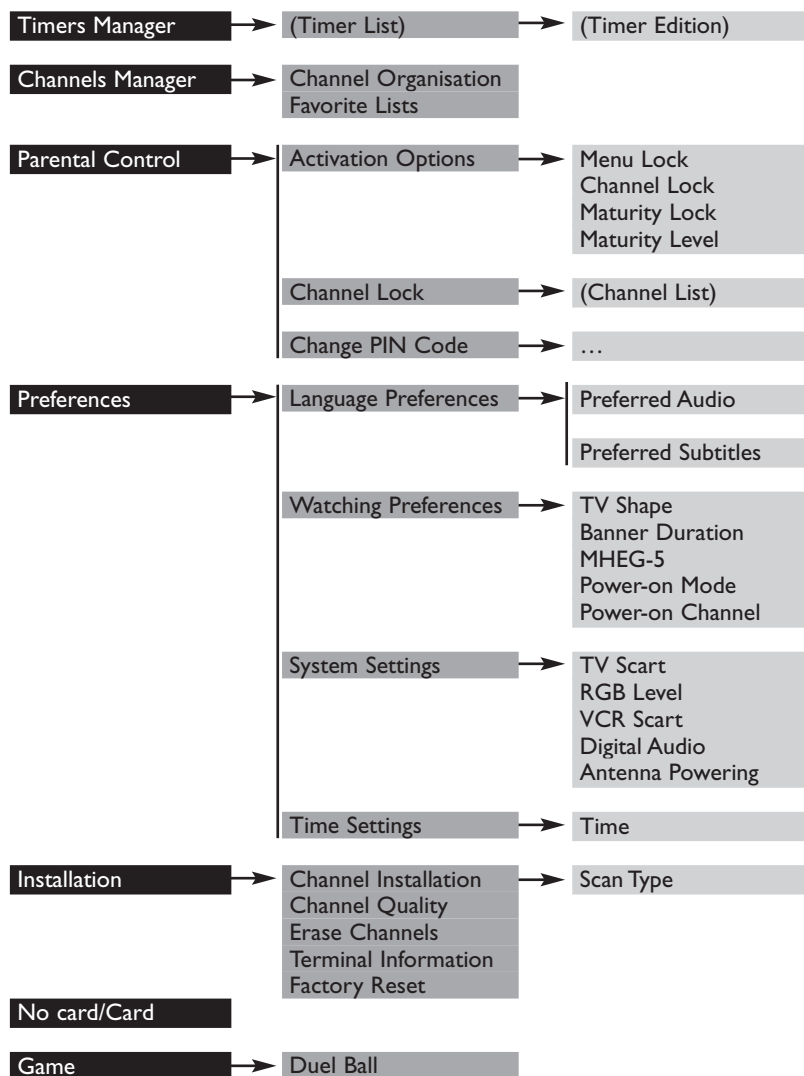 Timers Manager (Timer List) (Timer Edition)
Channels Manager Channel Organisation
Favorite Lists
Parental Control Activation Options Menu Lock
Channel Lock
Maturity Lock
Maturity Level
Channel Lock (Channel List)
Change PIN Code …
Preferences Language Preferences Preferred Audio
Preferred Subtitles
Watching Preferences TV Shape
Banner Duration
MHEG-5
Power-on Mode
Power-on Channel
System Settings TV Scart
RGB Level
VCR Scart
Digital Audio
Antenna Powering
Time Settings Time
Installation Channel Installation Scan Type
Channel Quality
Erase Channels
Terminal Information
Factory Reset
No card/Card
Game Duel Ball